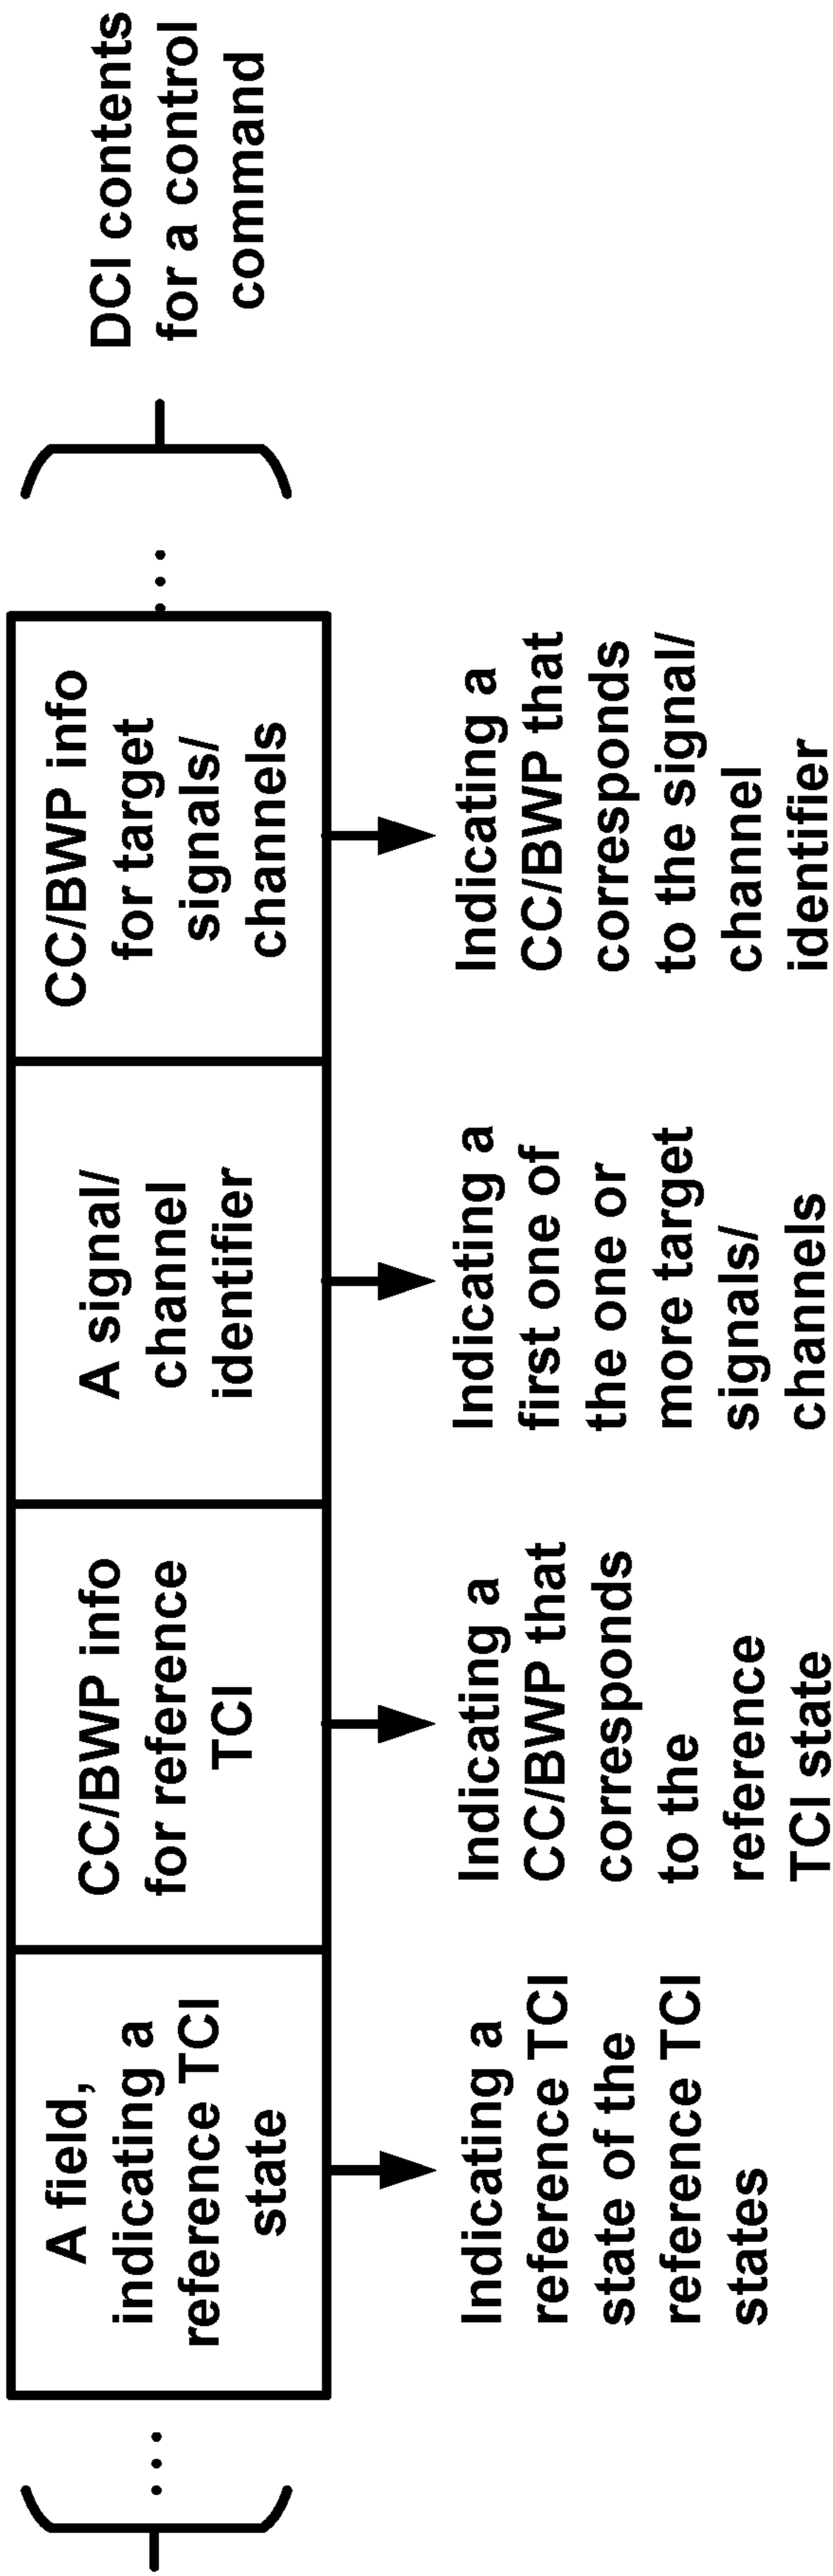 A field,
indicating a
reference TCI
state
CC/BWP info
for reference
TCI
A signal/
channel
identifier
CC/BWP info
for target
signals/
channels
...
...
DCI contents
for a control
command
Indicating a
reference TCI
state of the
reference TCI
states
Indicating a
CC/BWP that
corresponds
to the
reference
TCI state
Indicating a
first one of
the one or
more target
signals/
channels
Indicating a
CC/BWP that
corresponds
to the signal/
channel
identifier